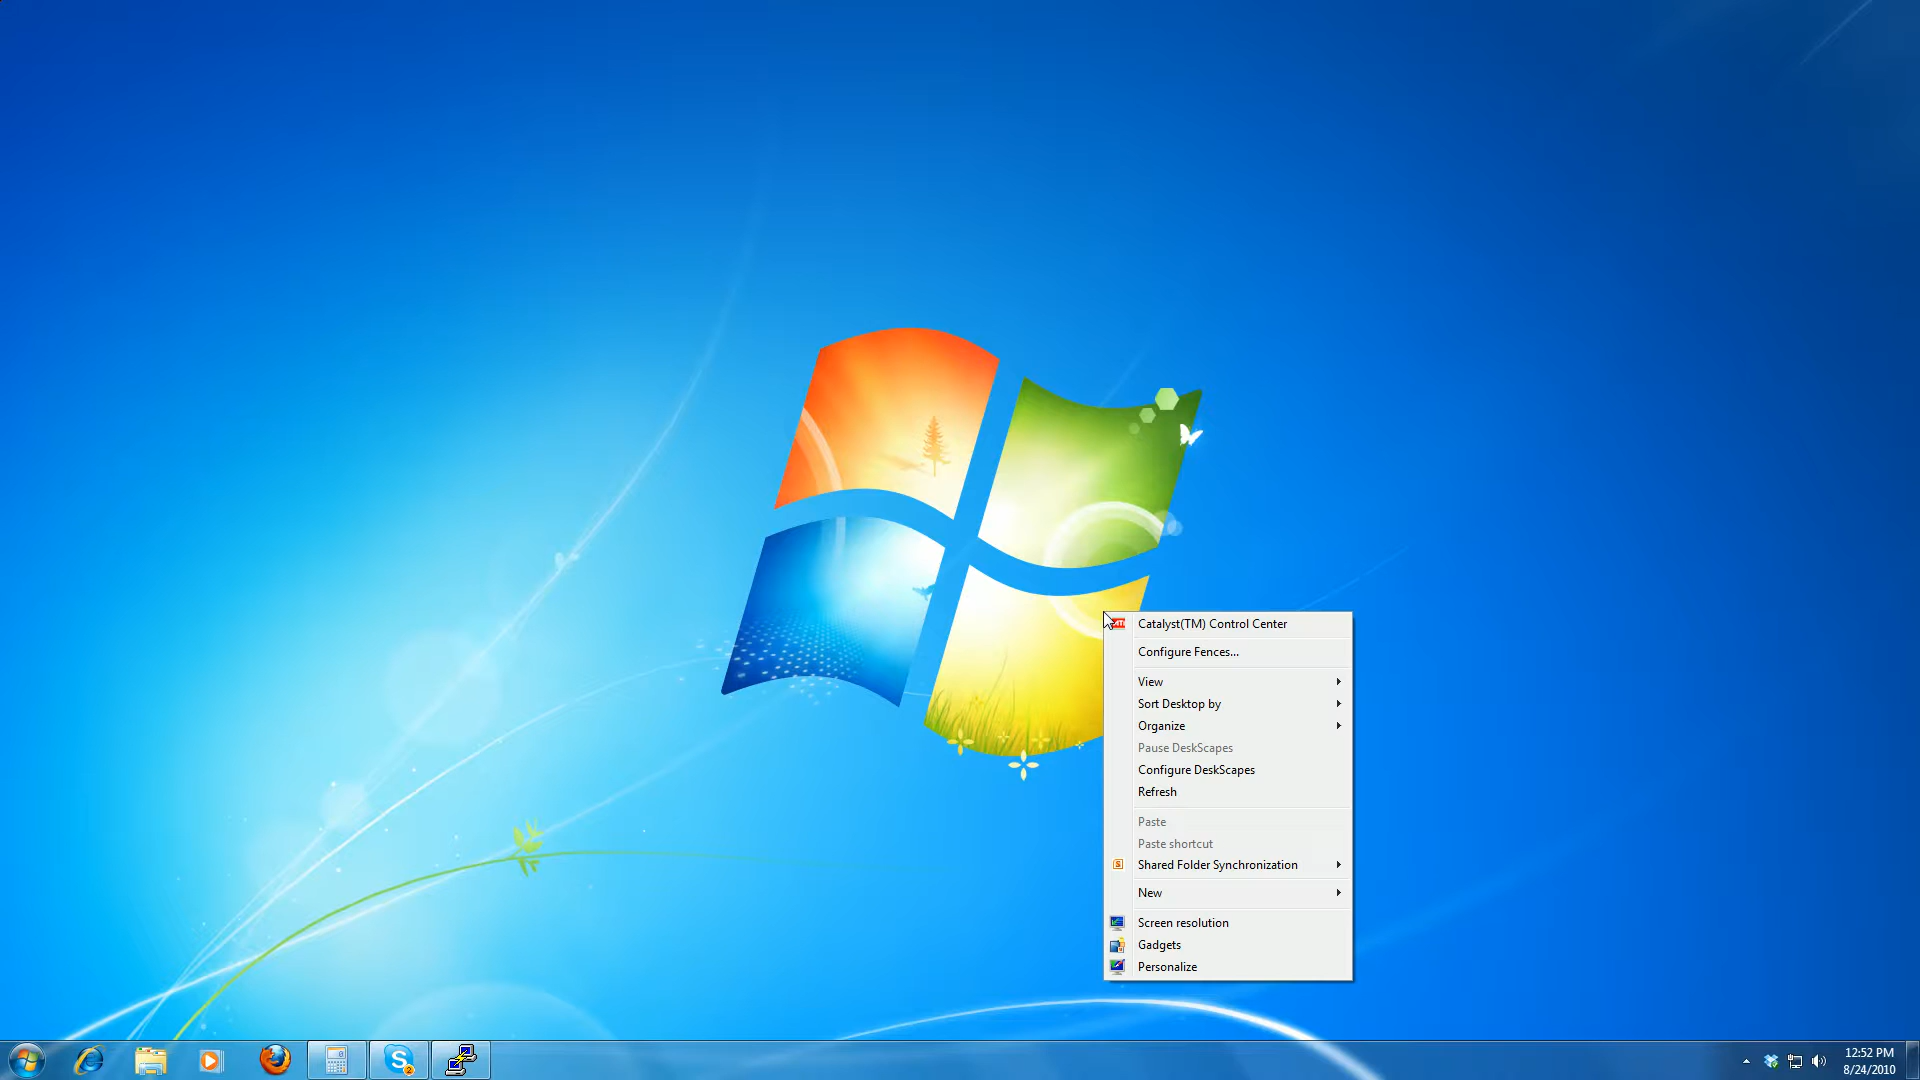 Catalyst(TM) Control Center
Configure Fences...
View
Sort Desktop by
Organize
Pause DeskScapes
Configure DeskScapes
Refresh
Paste
Paste shortcut
Shared Folder Synchronization
New
Screen resolution
Gadgets
Personalize
12:52 PM
8/24/2010